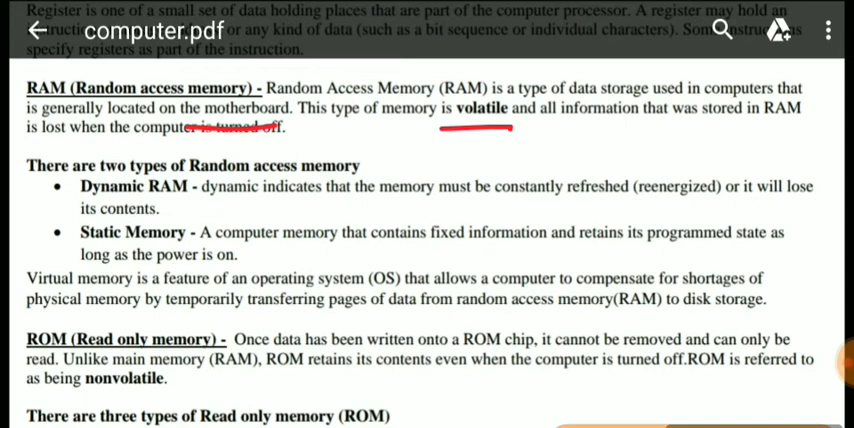 Register is one of a small set of data holding places that are part of the computer processor. A register may hold an
computer.pdf
or any kind of data (such as a bit sequence or individual characters). Som
specify registers as part of the instruction.
RAM (Random access memory) - Random Access Memory (RAM) is a type of data storage used in computers that
is generally located on the motherboard. This type of memory is volatile and all information that was stored in RAM
is lost when the computer is turned off.
There are two types of Random access memory
• Dynamic RAM - dynamic indicates that the memory must be constantly refreshed (reenergized) or it will lose
its contents.
• Static Memory - A computer memory that contains fixed information and retains its programmed state as
long as the power is on.
Virtual memory is a feature of an operating system (OS) that allows a computer to compensate for shortages of
physical memory by temporarily transferring pages of data from random access memory(RAM) to disk storage.
ROM (Read only memory) - Once data has been written onto a ROM chip, it cannot be removed and can only be
read. Unlike main memory (RAM), ROM retains its contents even when the computer is turned off.ROM is referred to
as being nonvolatile.
There are three types of Read only memory (ROM)